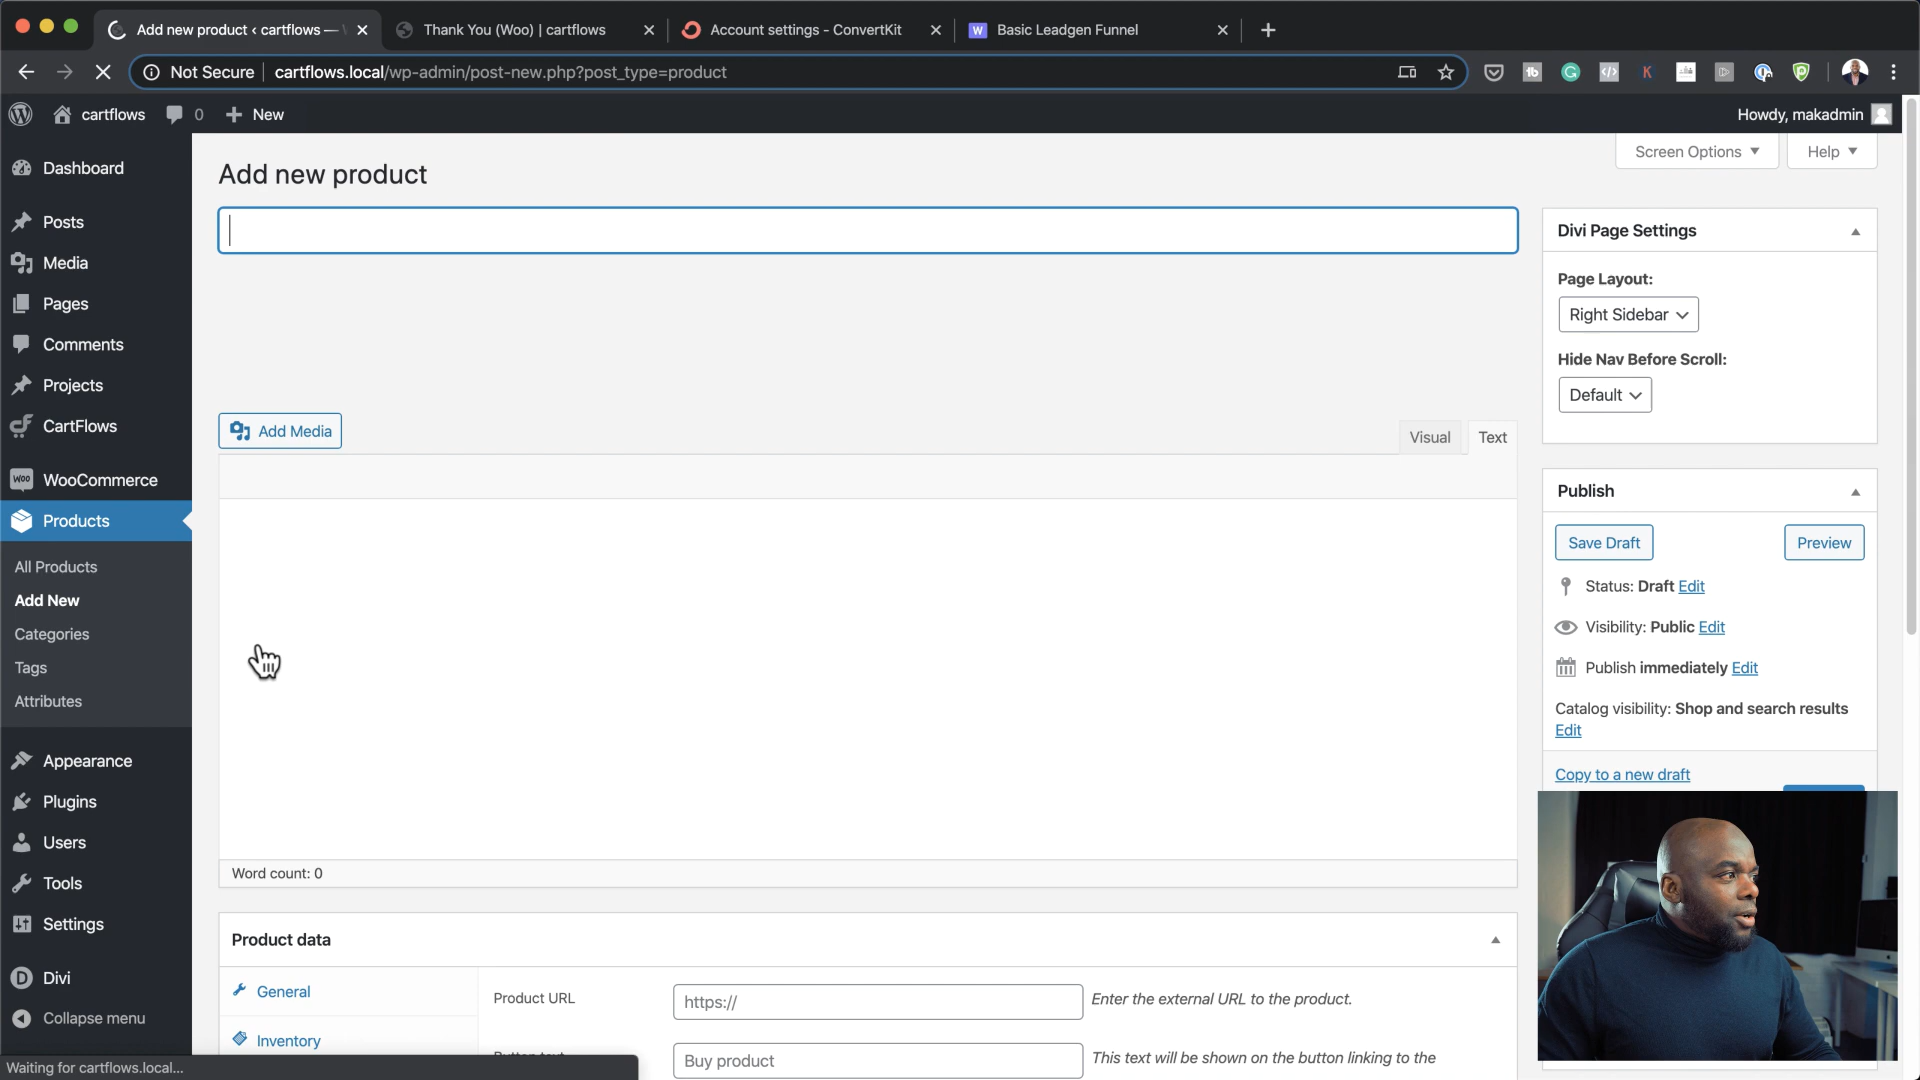 Add new product ‹ cartflows —
Thank You (Woo) | cartflows
Account settings - ConvertKit
W
Basic Leadgen Funnel
Not Secure
cartflows.local/wp-admin/post-new.php?post_type=product
cartflows
0
New
Howdy, makadmin
Dashboard
Posts
Media
Pages
Comments
Projects
CartFlows
WooCommerce
Products
All Products
Add New
Categories
Tags
Attributes
Appearance
Plugins
Users
Tools
Settings
Divi
Collapse menu
Waiting for cartflows.local...
Screen Options
Help
Add new product
Add Media
Visual
Text
Word count: 0
Product data
General
Inventory
Product URL
https://
Enter the external URL to the product.
Buy product
This text will be shown on the button linking to the
Divi Page Settings
Page Layout:
Right Sidebar
Hide Nav Before Scroll:
Default
Publish
Save Draft
Preview
Status: Draft Edit
Visibility: Public Edit
Publish immediately Edit
Catalog visibility: Shop and search results
Edit
Copy to a new draft